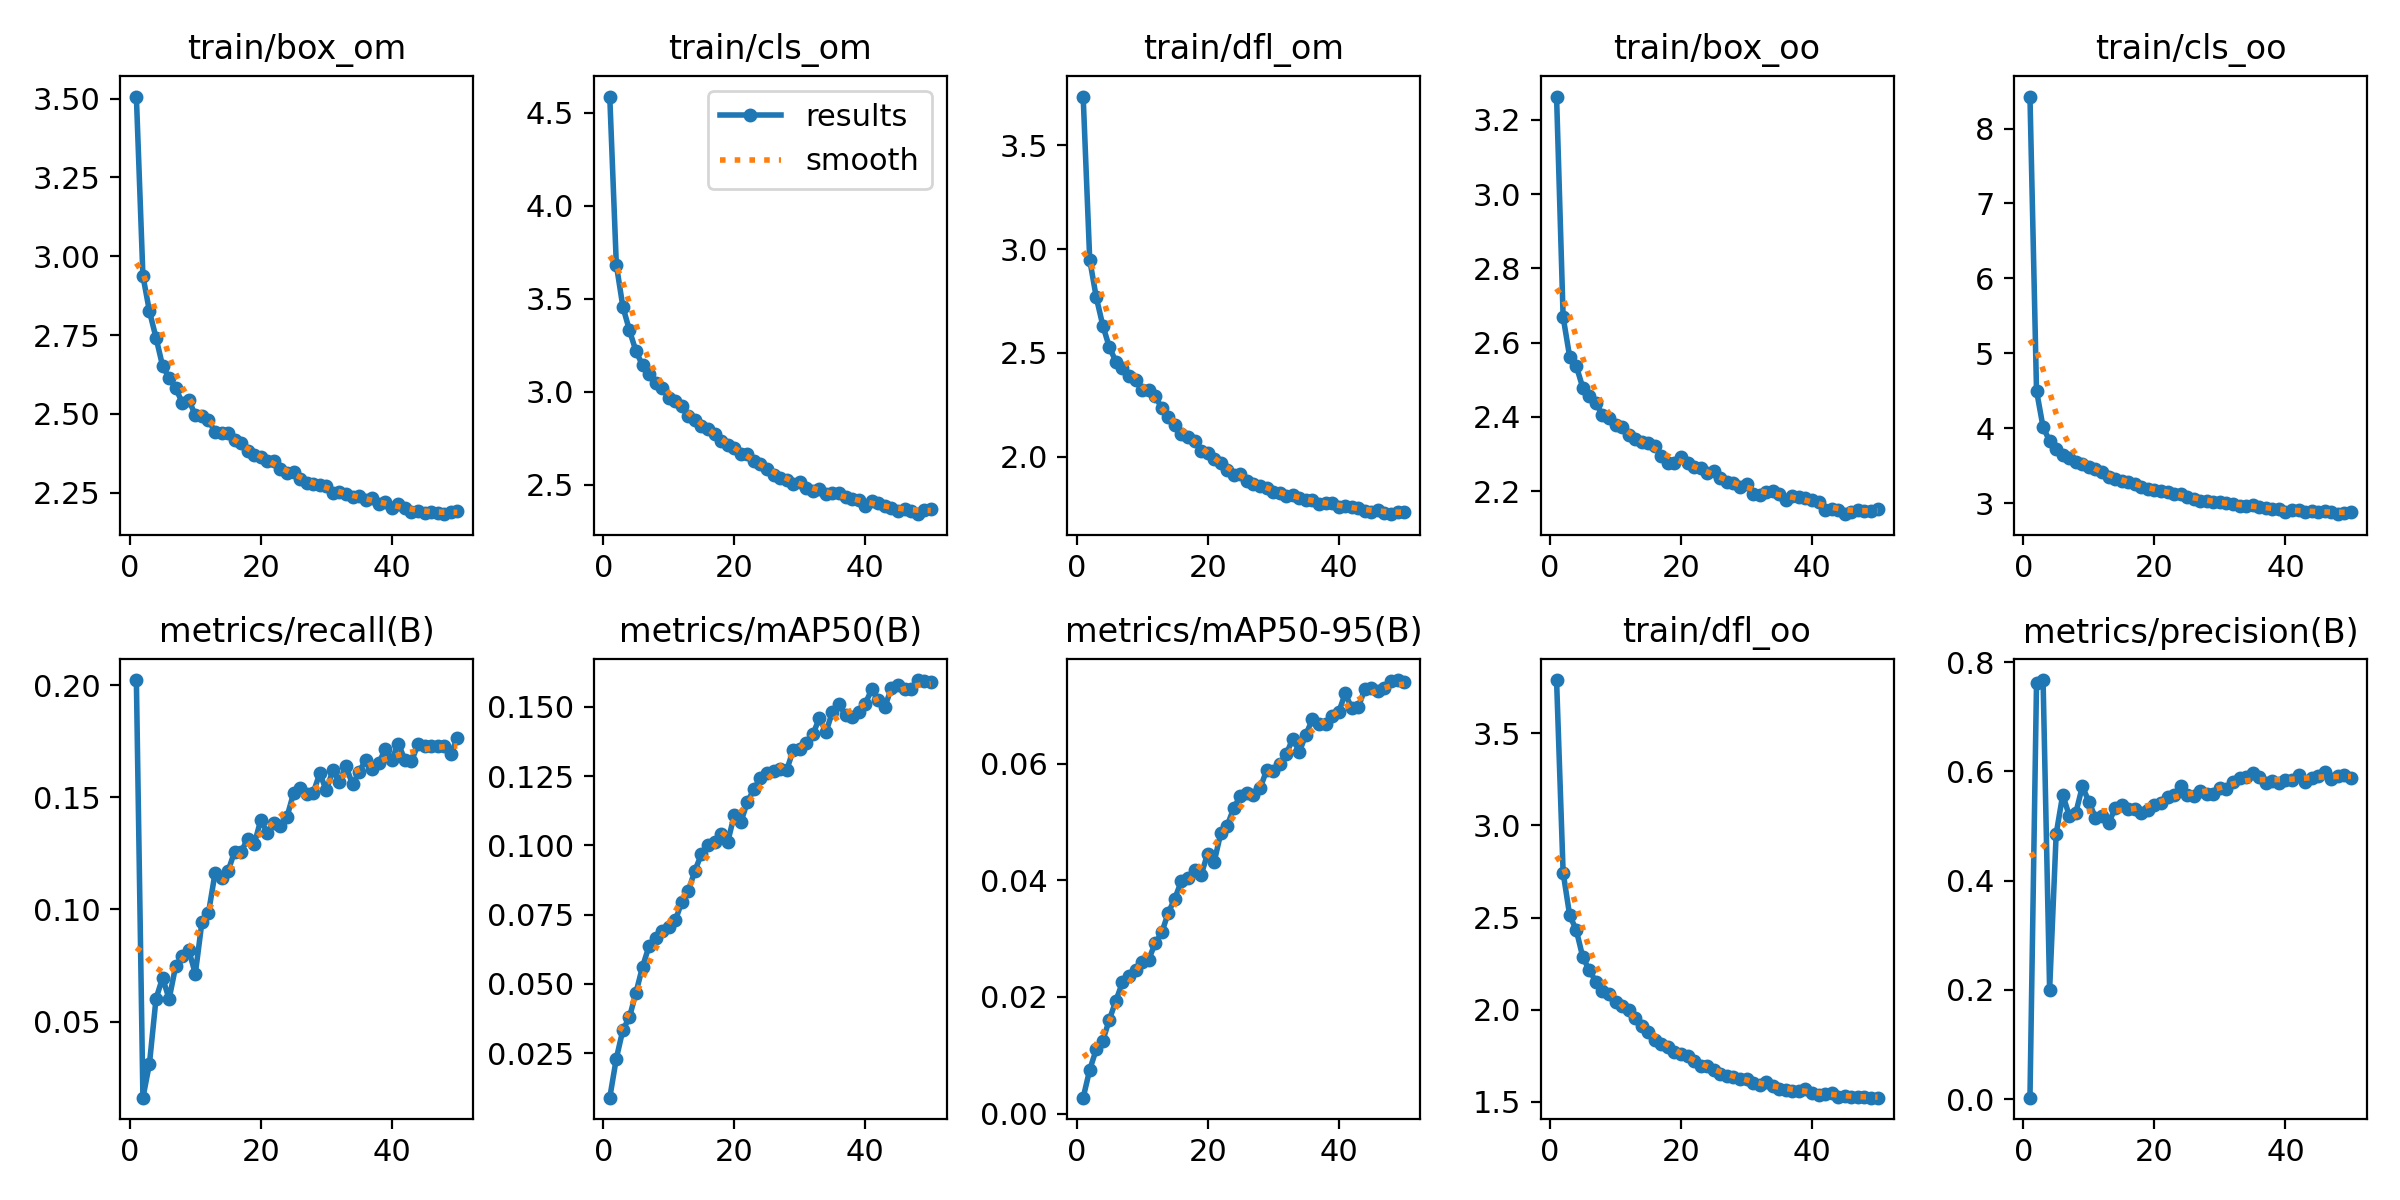 train/box_om
3.50
3.25
3.00
2.75
2.50
2.25
0 20 40
train/cls_om
results
smooth
4.5
4.0
3.5
3.0
2.5
0 20 40
train/dfl_om
3.5
3.0
2.5
2.0
0 20 40
train/box_oo
3.2
3.0
2.8
2.6
2.4
2.2
0 20 40
train/cls_oo
8
7
6
5
4
3
0 20 40
metrics/recall(B)
0.20
0.15
0.10
0.05
0 20 40
metrics/mAP50(B)
0.150
0.125
0.100
0.075
0.050
0.025
0 20 40
metrics/mAP50-95(B)
0.06
0.04
0.02
0.00
0 20 40
train/dfl_oo
3.5
3.0
2.5
2.0
1.5
0 20 40
metrics/precision(B)
0.8
0.6
0.4
0.2
0.0
0 20 40